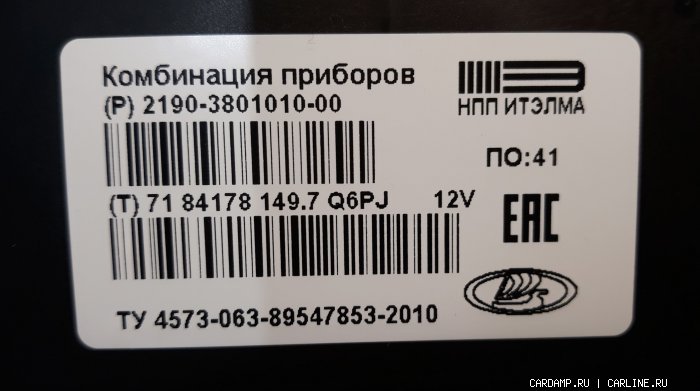 Комбинация приборов
(P) 2190-3801010-00
НПП ИТЭЛМА
ПО:41
(T) 71 84178 149.7 Q6PJ 12V
EAC
ТУ 4573-063-89547853-2010
CARDAMP.RU | CARLINE.RU